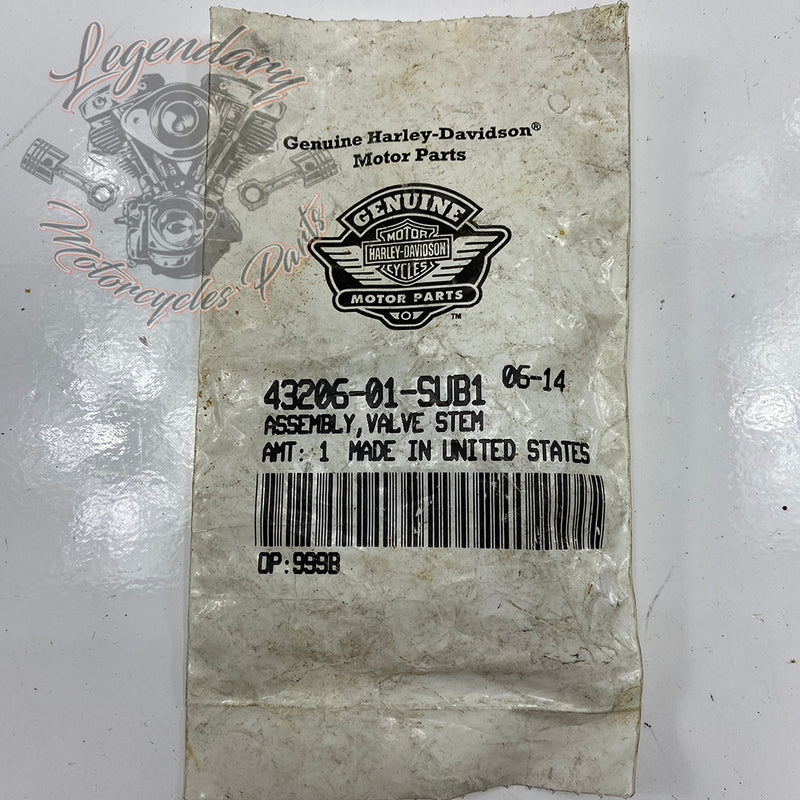 Legendary
Motorcycles Parts
Genuine Harley-Davidson®
Motor Parts
GENUINE
MOTOR
HARLEY-DAVIDSON
CYCLES
MOTOR PARTS
™
43206-01-SUB1 06-14
ASSEMBLY, VALVE STEM
AMT: 1 MADE IN UNITED STATES
OP:999B